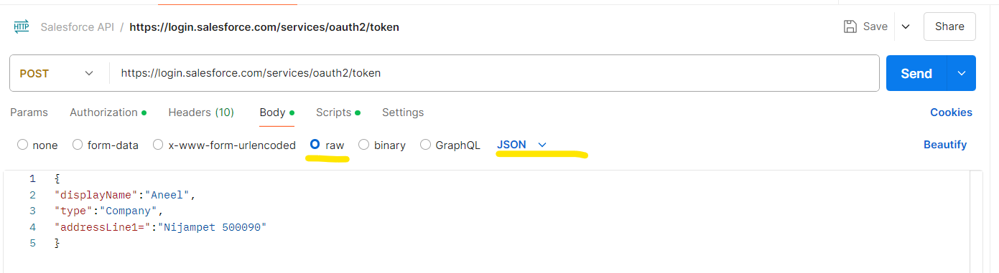 HTTP Salesforce API / https://login.salesforce.com/services/oauth2/token Save Share
POST https://login.salesforce.com/services/oauth2/token Send
Params Authorization Headers (10) Body Scripts Settings Cookies
none form-data x-www-form-urlencoded raw binary GraphQL JSON Beautify
1 {
2 "displayName":"Aneel",
3 "type":"Company",
4 "addressLine1=":"Nijampet 500090"
5 }